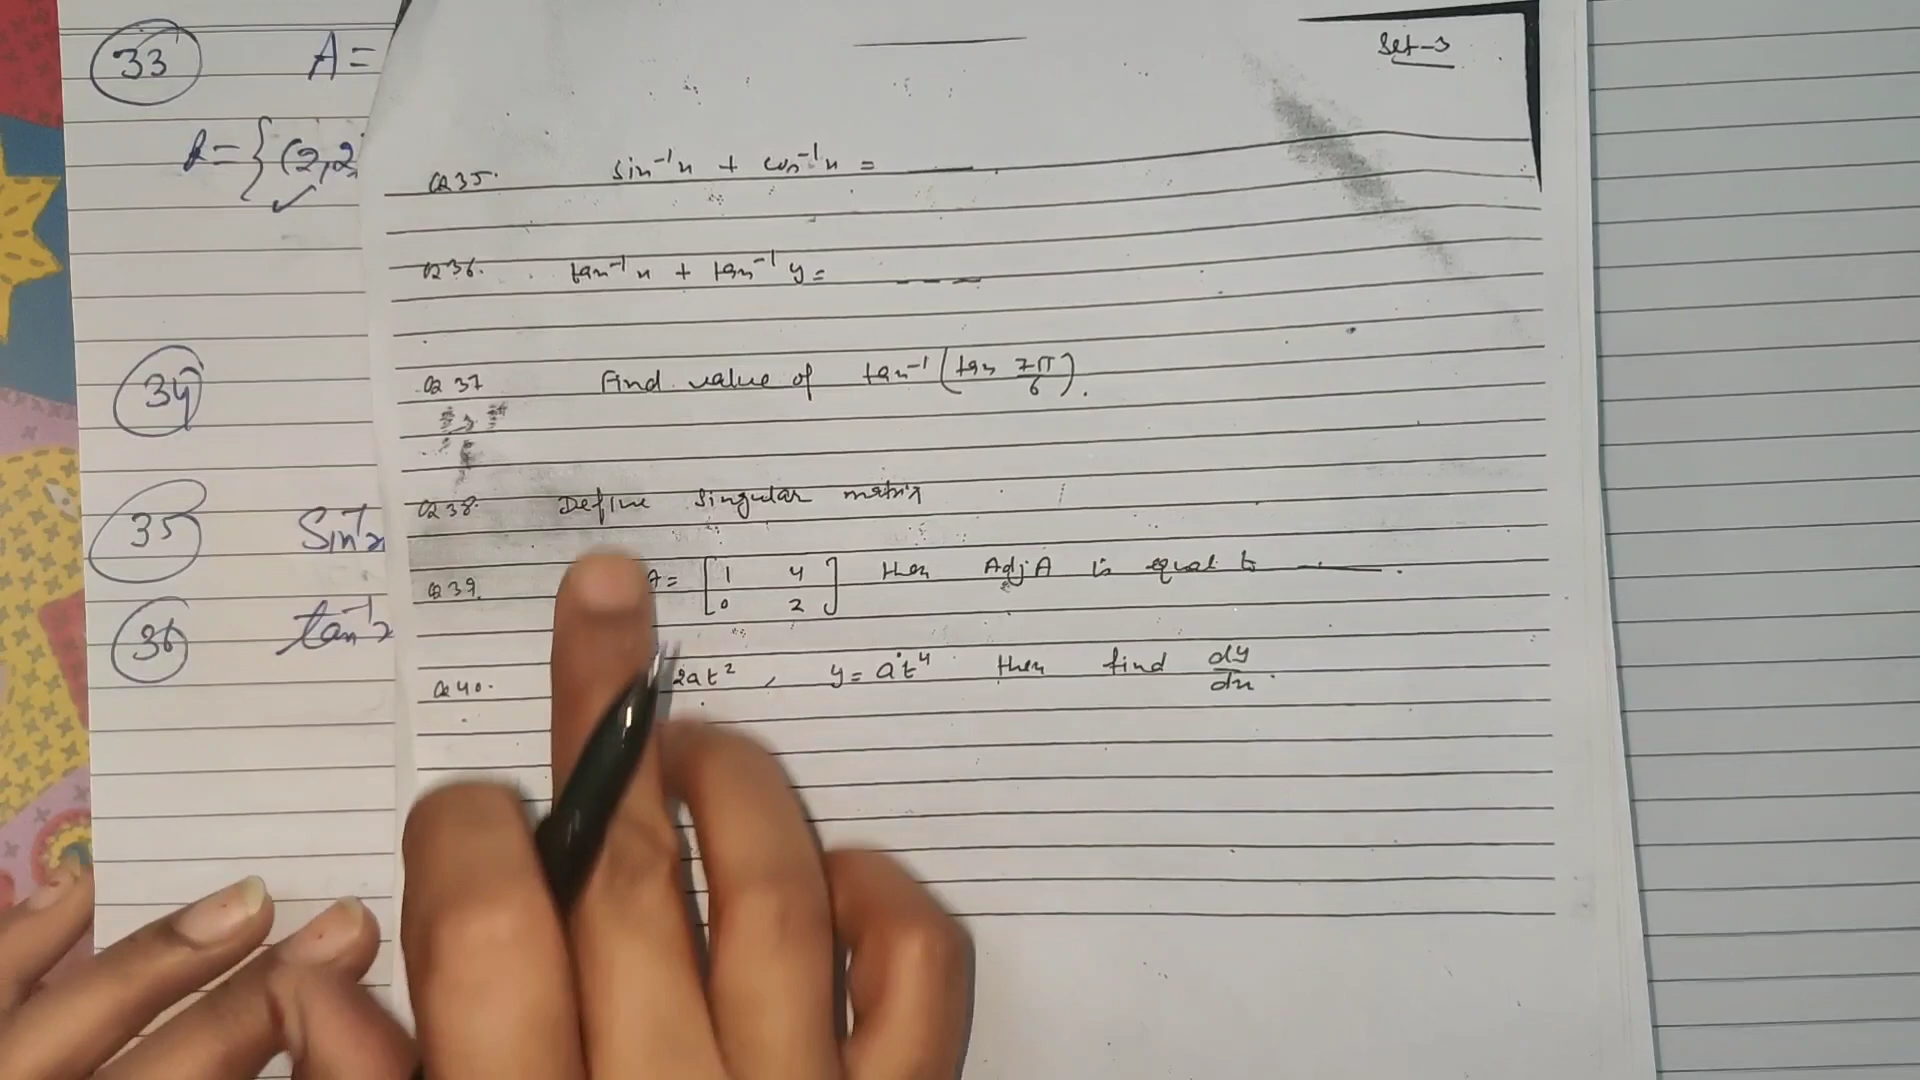 Set-3
33 A=
R={(2,2
Q35. sin⁻¹x + cos⁻¹x = ___
Q36. tan⁻¹x + tan⁻¹y = ___
34
Q37 Find value of tan⁻¹(tan 7π/6).
35 Sin⁻¹x
Q38. Define Singular matrix
Q39. A = [1 4
0 2] then Adj.A is equal to ___.
36 tan⁻¹x
Q40. 2at², y = at⁴ then find dy/dx.